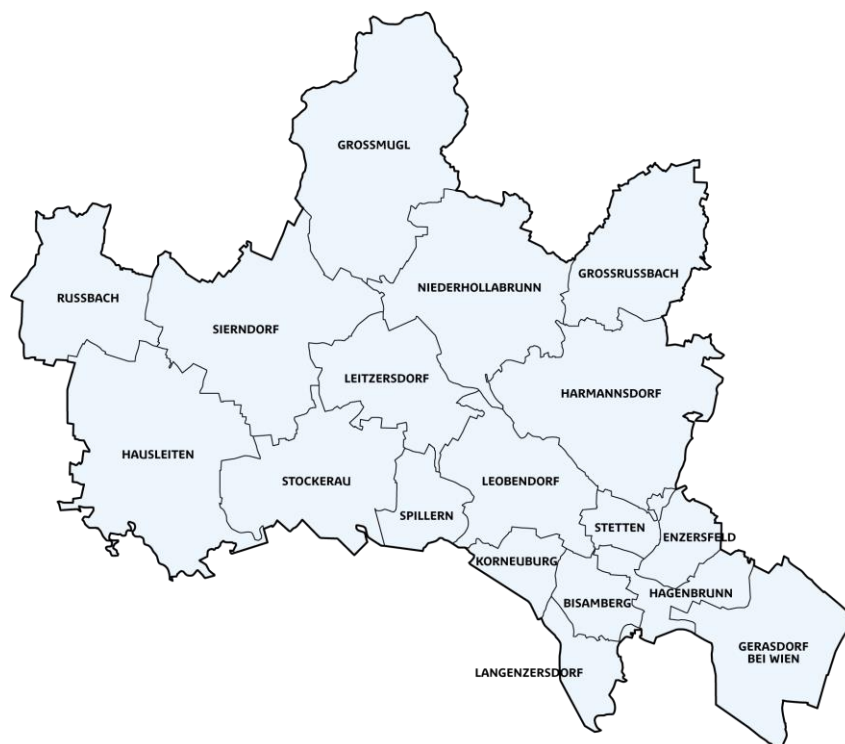 GROSSMUGL
GROSSRUSSBACH
NIEDERHOLLABRUNN
RUSSBACH
SIERNDORF
LEITZERSDORF
HARMANNSDORF
HAUSLEITEN
STOCKERAU
LEOBENDORF
SPILLERN
STETTEN
ENZERSFELD
KORNEUBURG
HAGENBRUNN
BISAMBERG
GERASDORF
BEI WIEN
LANGENZERSDORF